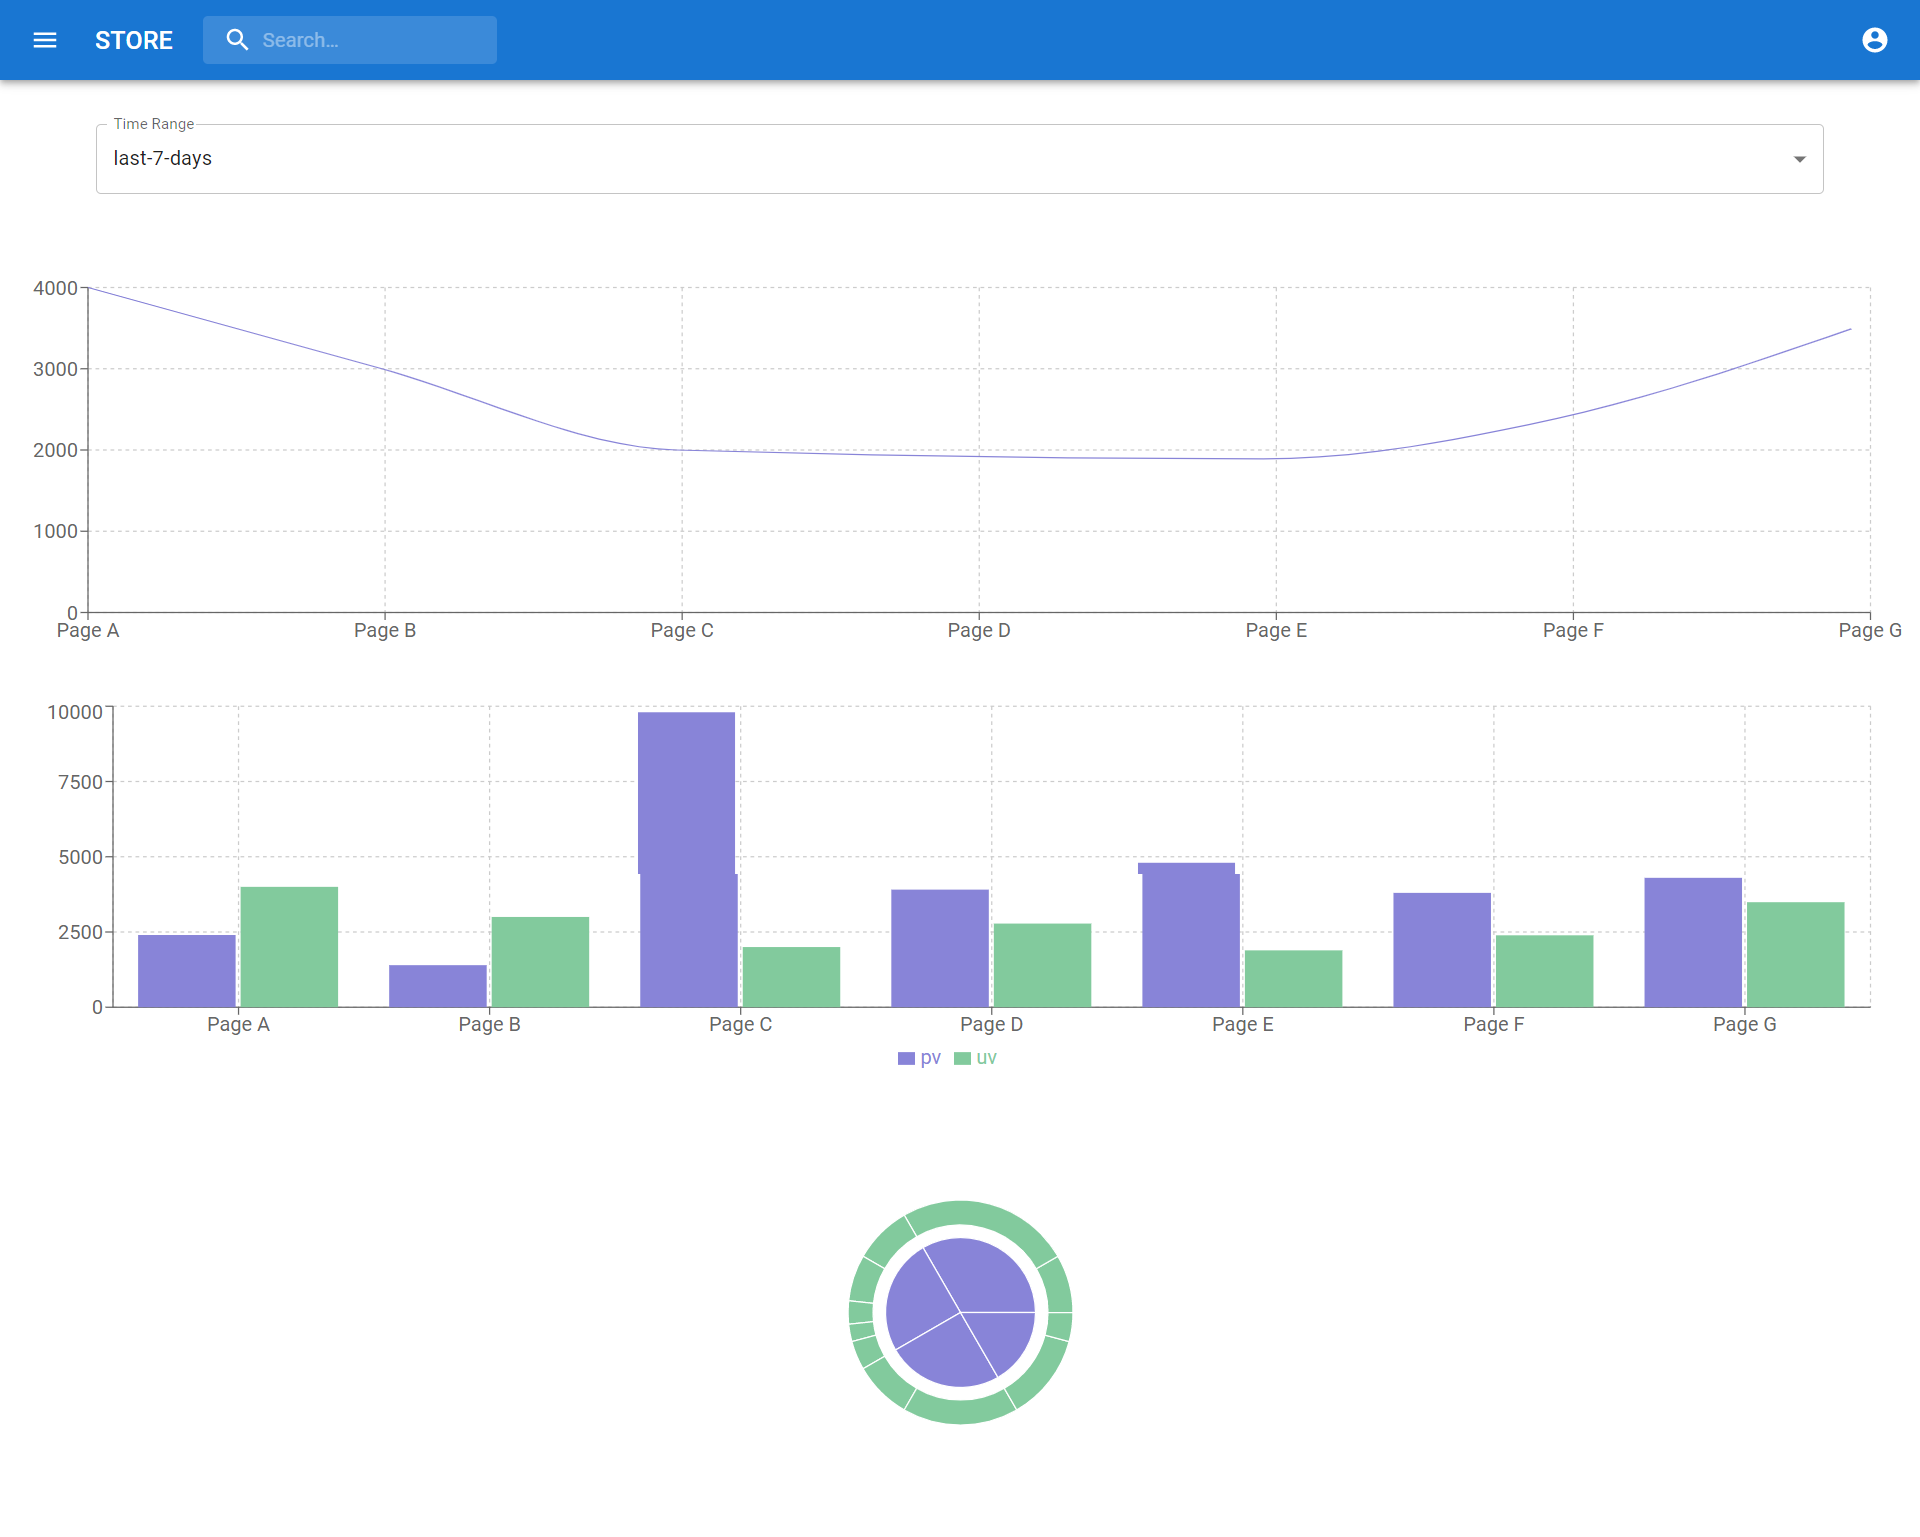 STORE
Search…
Time Range
last-7-days
4000
3000
2000
1000
0
Page A Page B Page C Page D Page E Page F Page G
10000
7500
5000
2500
0
Page A Page B Page C Page D Page E Page F Page G
pv uv